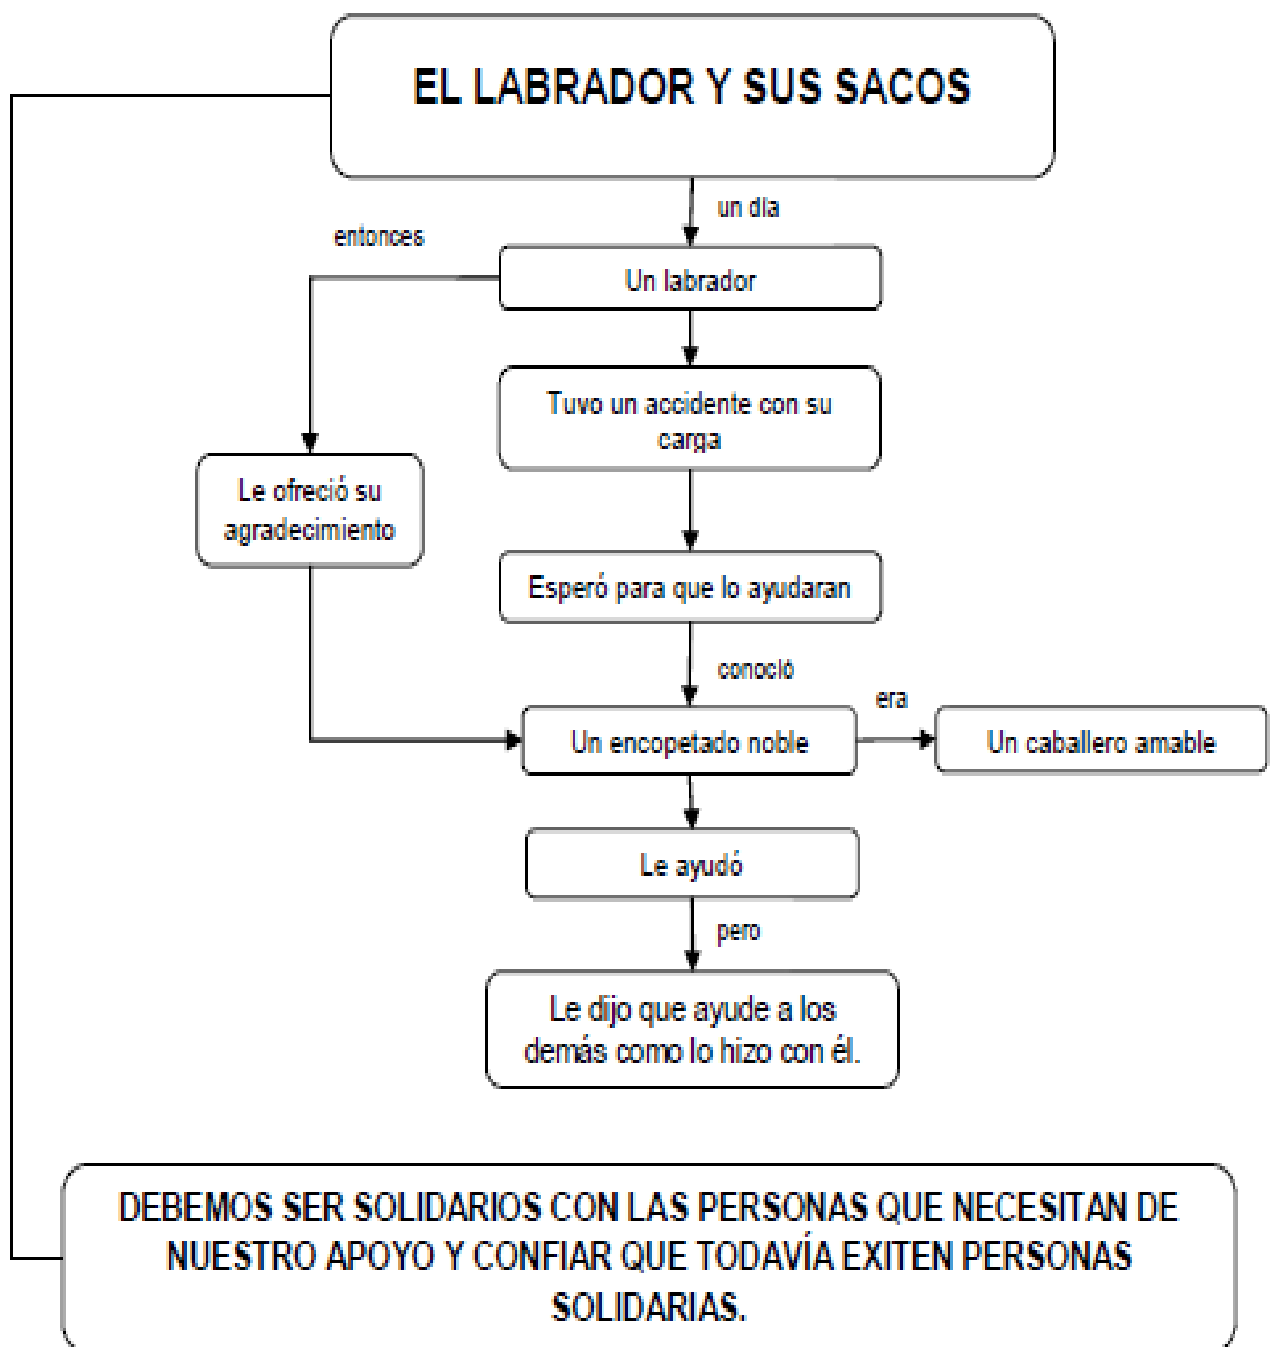 EL LABRADOR Y SUS SACOS
un día
entonces
Un labrador
Tuvo un accidente con su
carga
Le ofreció su
agradecimiento
Esperó para que lo ayudaran
conoció
era
Un encopetado noble
Un caballero amable
Le ayudó
pero
Le dijo que ayude a los
demás como lo hizo con él.
DEBEMOS SER SOLIDARIOS CON LAS PERSONAS QUE NECESITAN DE
NUESTRO APOYO Y CONFIAR QUE TODAVÍA EXITEN PERSONAS
SOLIDARIAS.